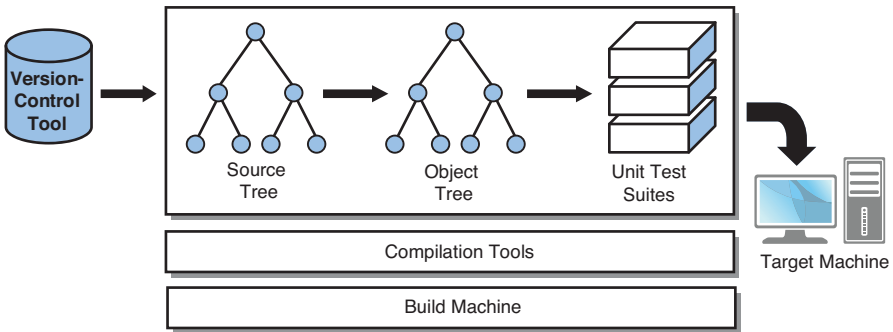 Version-
Control
Tool
Source
Tree
Object
Tree
Unit Test
Suites
Target Machine
Compilation Tools
Build Machine